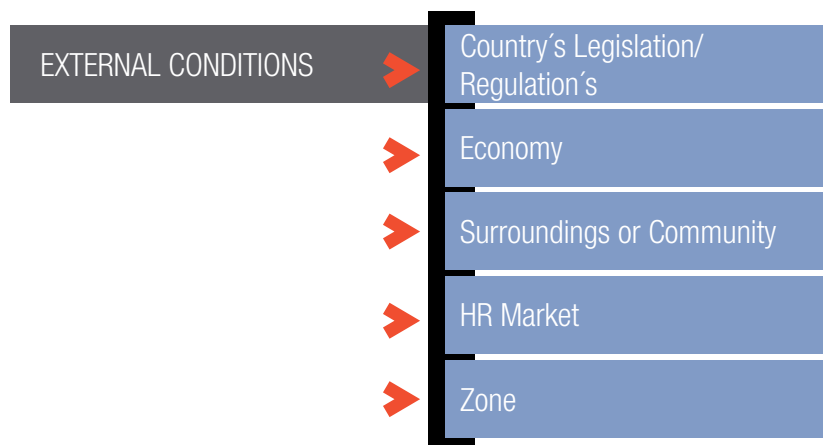 EXTERNAL CONDITIONS
Country´s Legislation/
Regulation´s
Economy
Surroundings or Community
HR Market
Zone